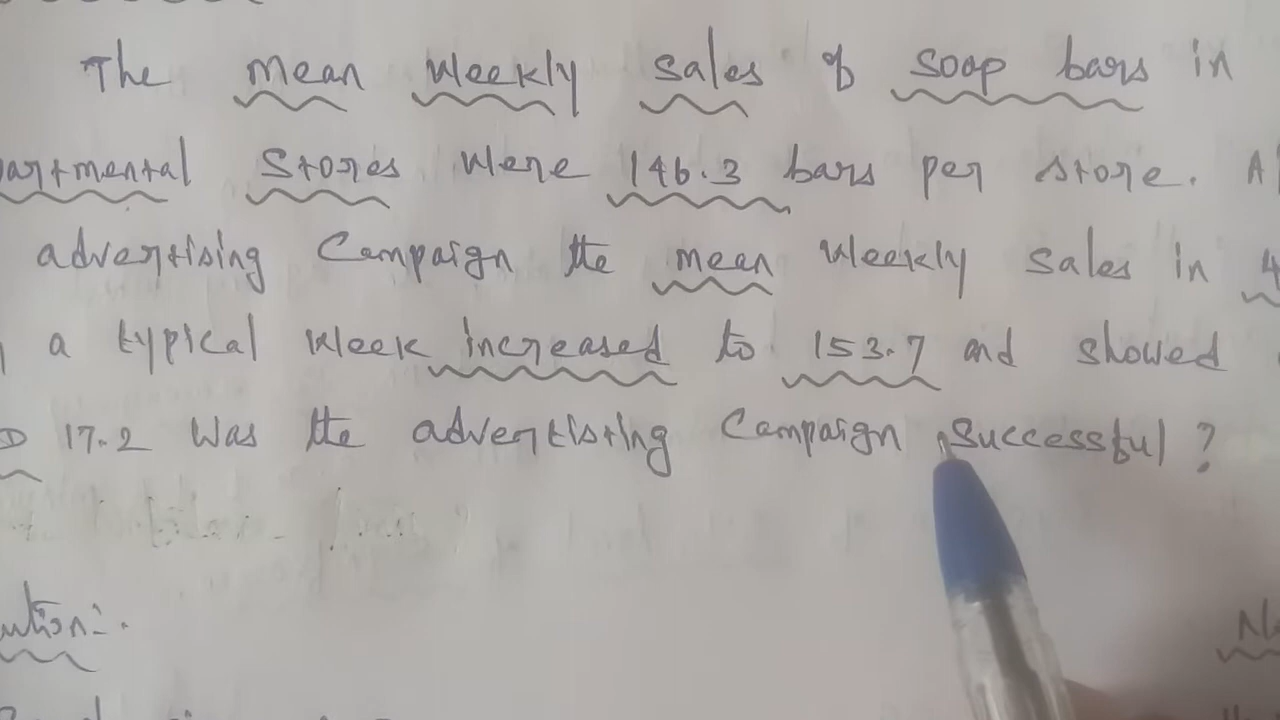 The mean weekly sales of soap bars in
artmental stores were 146.3 bars per store. A
advertising Campaign the mean weekly sales in 4
a typical week increased to 153.7 and showed
17.2 Was the advertising Campaign successful?
ution:-